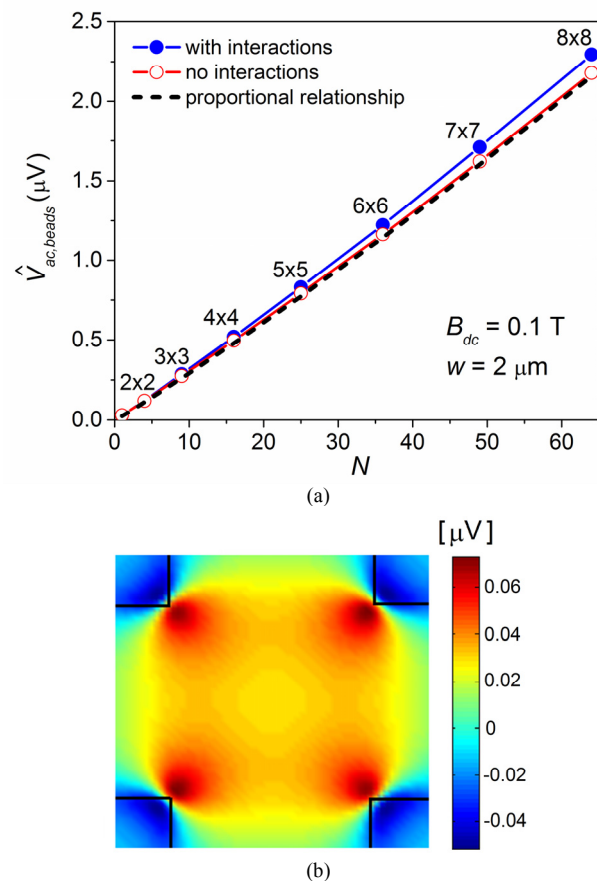 2.5
2.0
1.5
1.0
0.5
0.0
V̂ac,beads (μV)
with interactions
no interactions
proportional relationship
2x2
3x3
4x4
5x5
6x6
7x7
8x8
Bdc = 0.1 T
w = 2 μm
0 10 20 30 40 50 60
N
(a)
[μV]
0.06
0.04
0.02
0
-0.02
-0.04
(b)